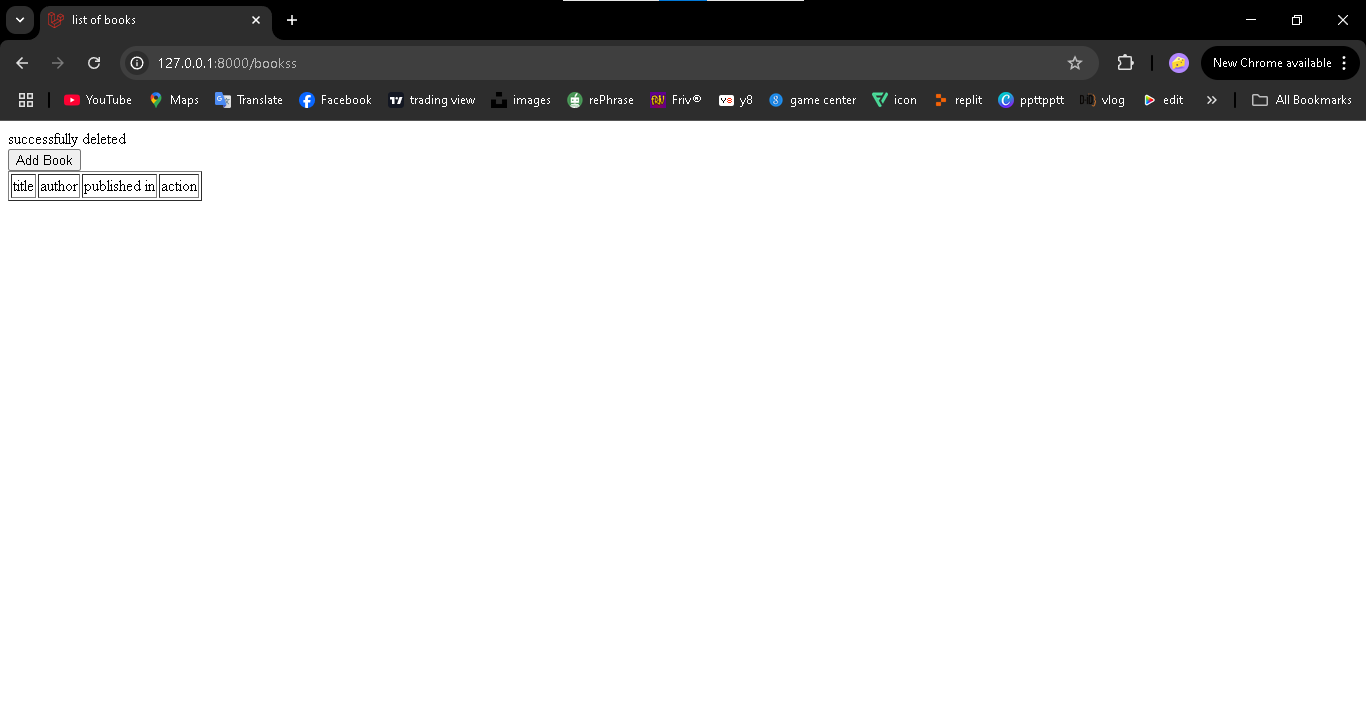 list of books
127.0.0.1:8000/bookss
New Chrome available
YouTube Maps Translate Facebook trading view images rePhrase Friv® y8 game center icon replit ppttpptt vlog edit All Bookmarks
successfully deleted
Add Book
title author published in action